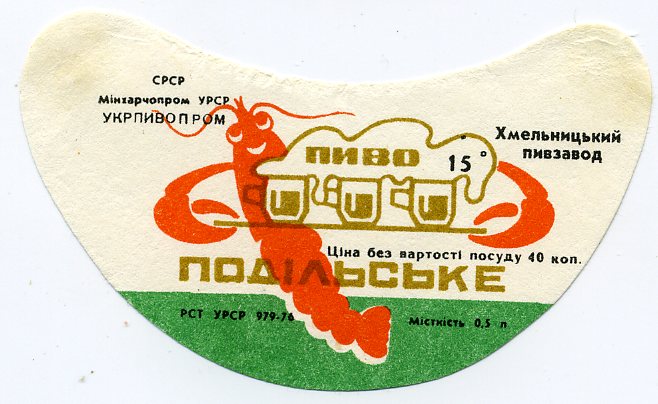 СРСР
Мінхарчопром УРСР
УКРПИВОПРОМ
ПИВО
15°
Хмельницький
пивзавод
Ціна без вартості посуду 40 коп.
ПОДІЛЬСЬКЕ
РСТ УРСР 979-76
Місткість 0,5 л